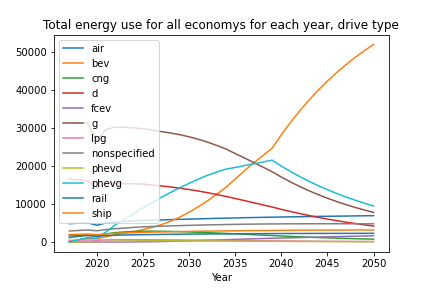 Total energy use for all economys for each year, drive type
50000
40000
30000
20000
10000
0
air
bev
cng
d
fcev
g
lpg
nonspecified
phevd
phevg
rail
ship
2020
2025
2030
2035
2040
2045
2050
Year